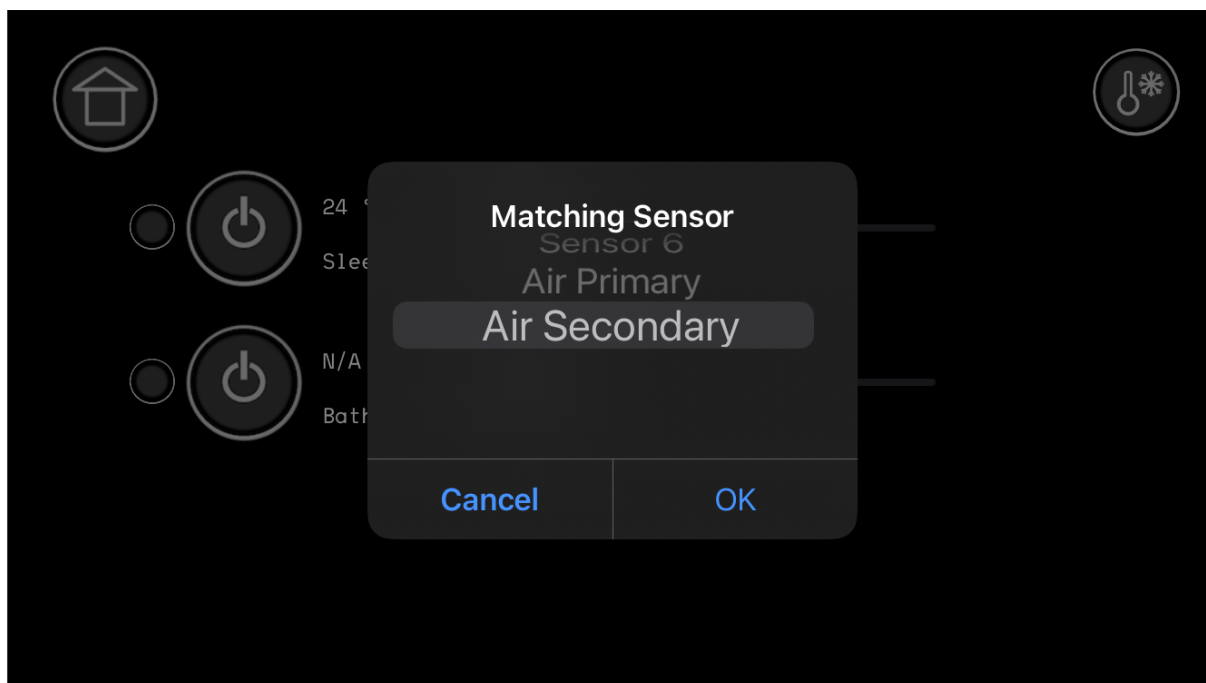 24 °
Matching Sensor
Sensor 6
Slee
Air Primary
Air Secondary
N/A
Bath
Cancel
OK